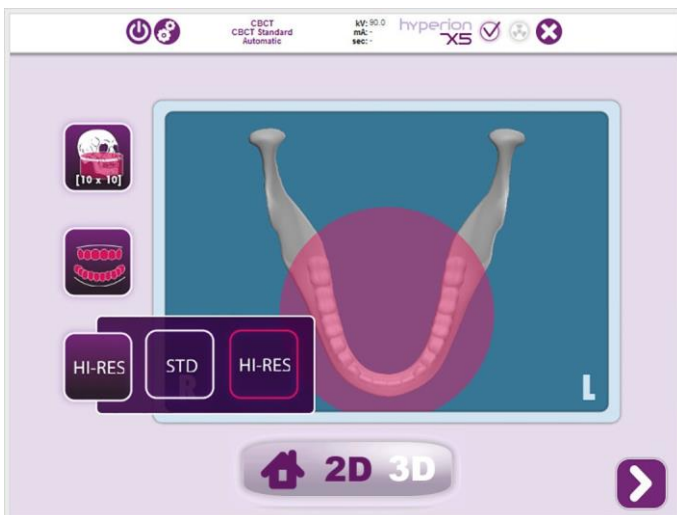 CBCT
CBCT Standard
Automatic
kV: 90.0
mA: -
sec: -
hyperion
X5
[10 x 10]
HI-RES
STD
HI-RES
R
L
2D
3D